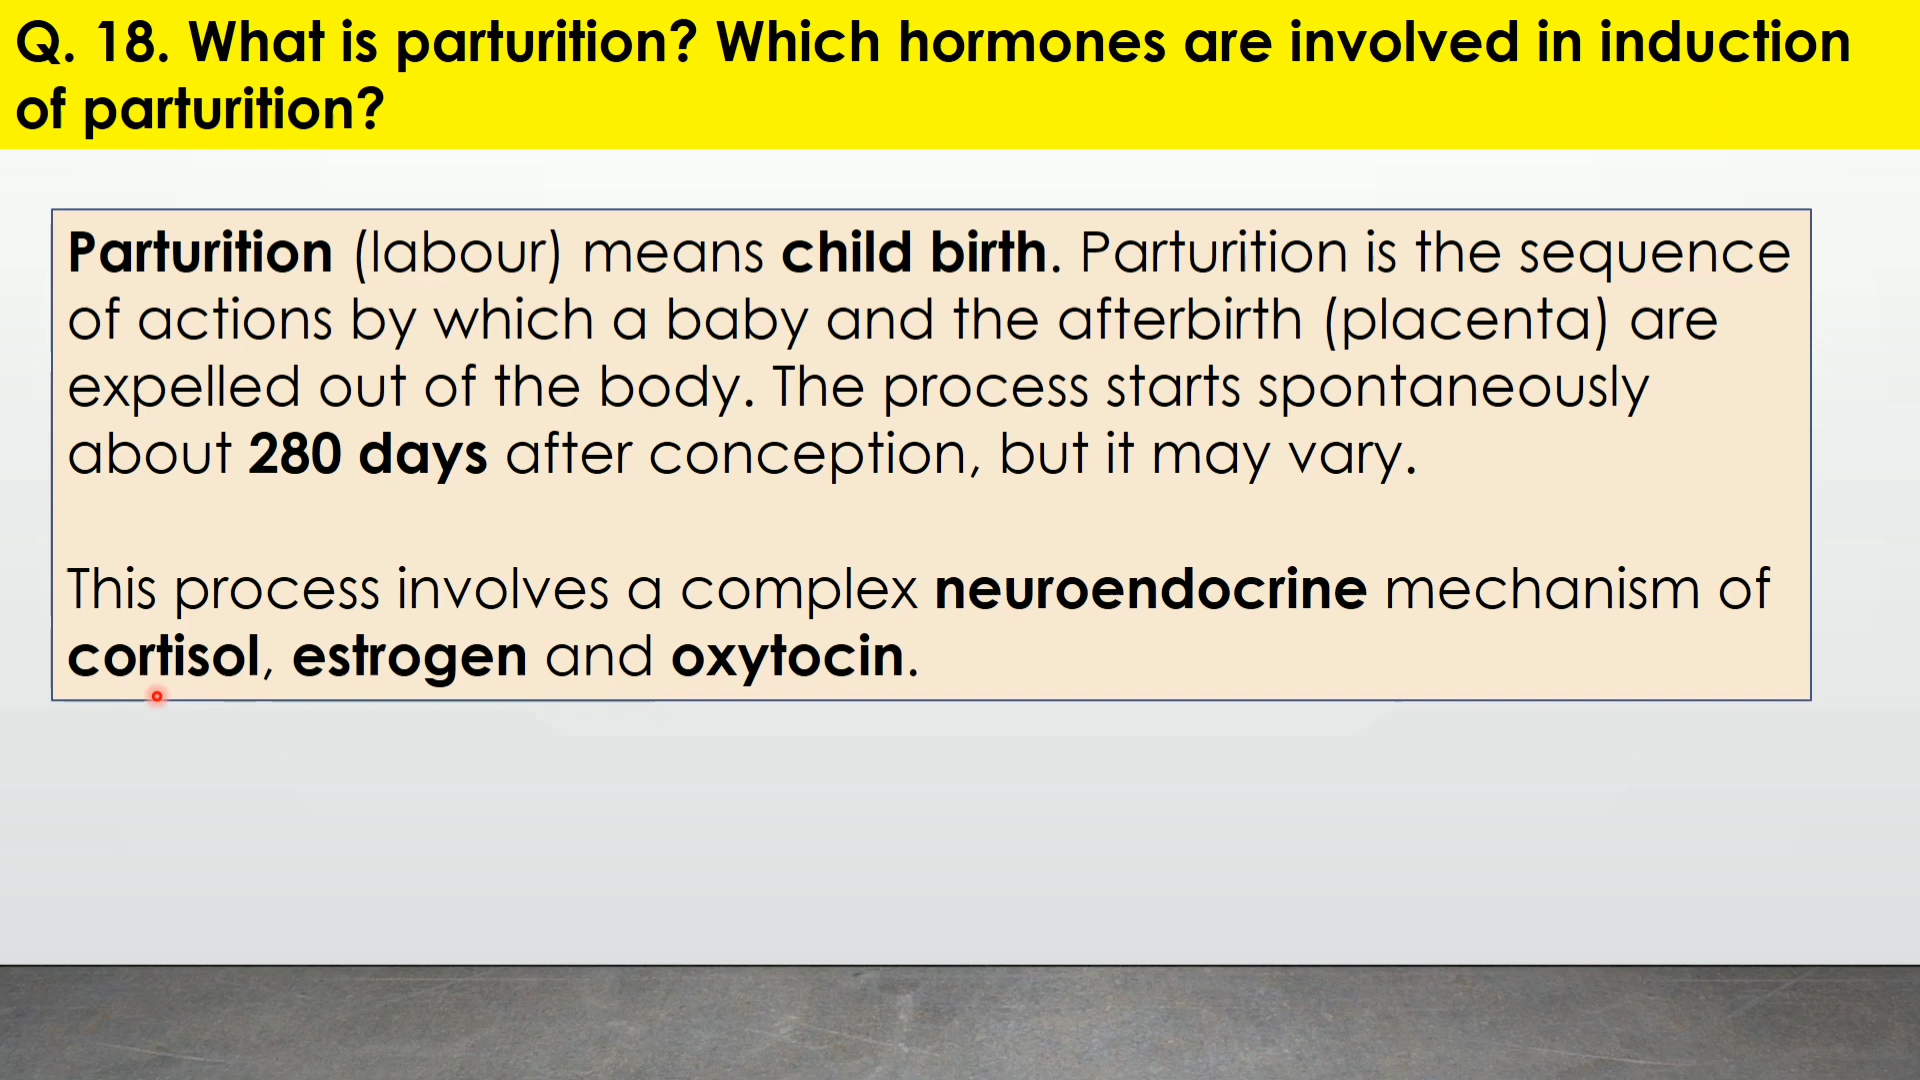 Q. 18. What is parturition? Which hormones are involved in induction
of parturition?
Parturition (labour) means child birth. Parturition is the sequence
of actions by which a baby and the afterbirth (placenta) are
expelled out of the body. The process starts spontaneously
about 280 days after conception, but it may vary.
This process involves a complex neuroendocrine mechanism of
cortisol, estrogen and oxytocin.